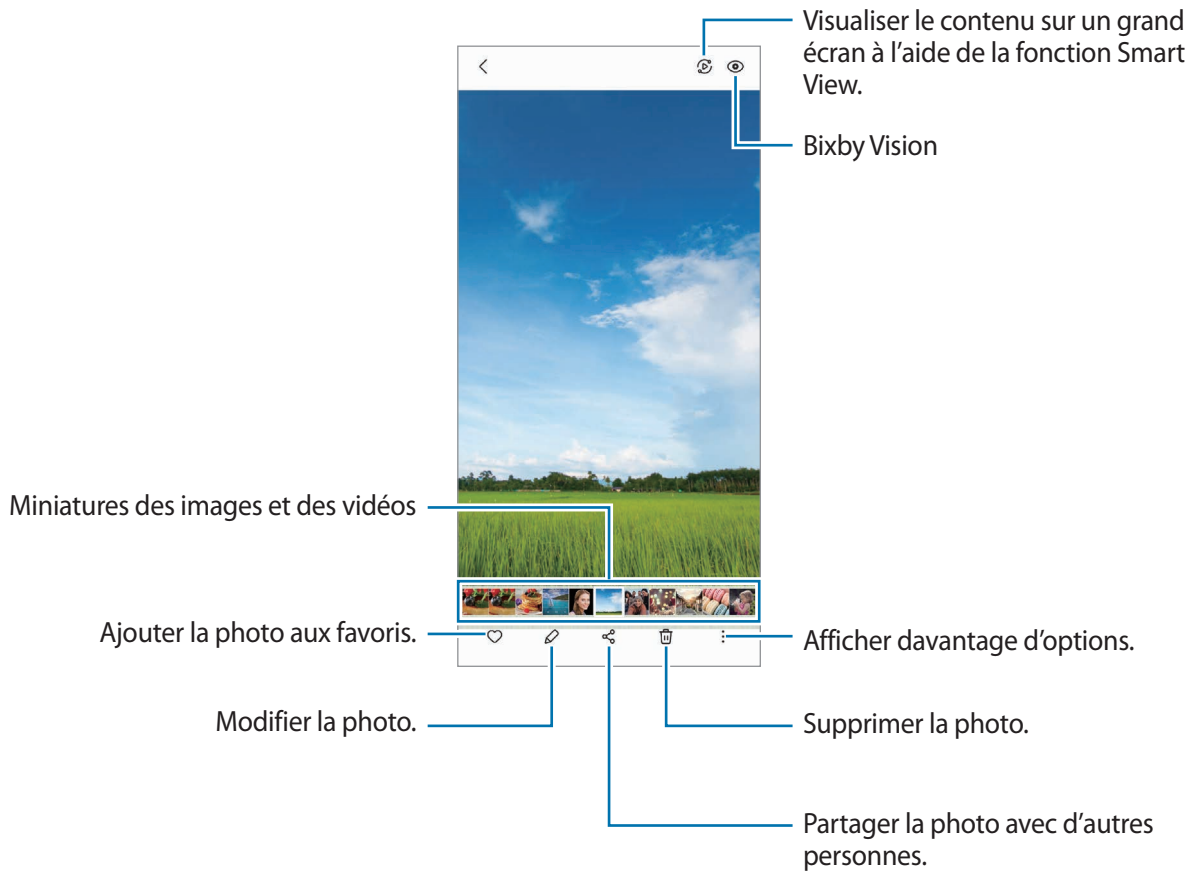 Visualiser le contenu sur un grand
écran à l’aide de la fonction Smart
View.
Bixby Vision
Miniatures des images et des vidéos
Ajouter la photo aux favoris.
Afficher davantage d’options.
Modifier la photo.
Supprimer la photo.
Partager la photo avec d’autres
personnes.